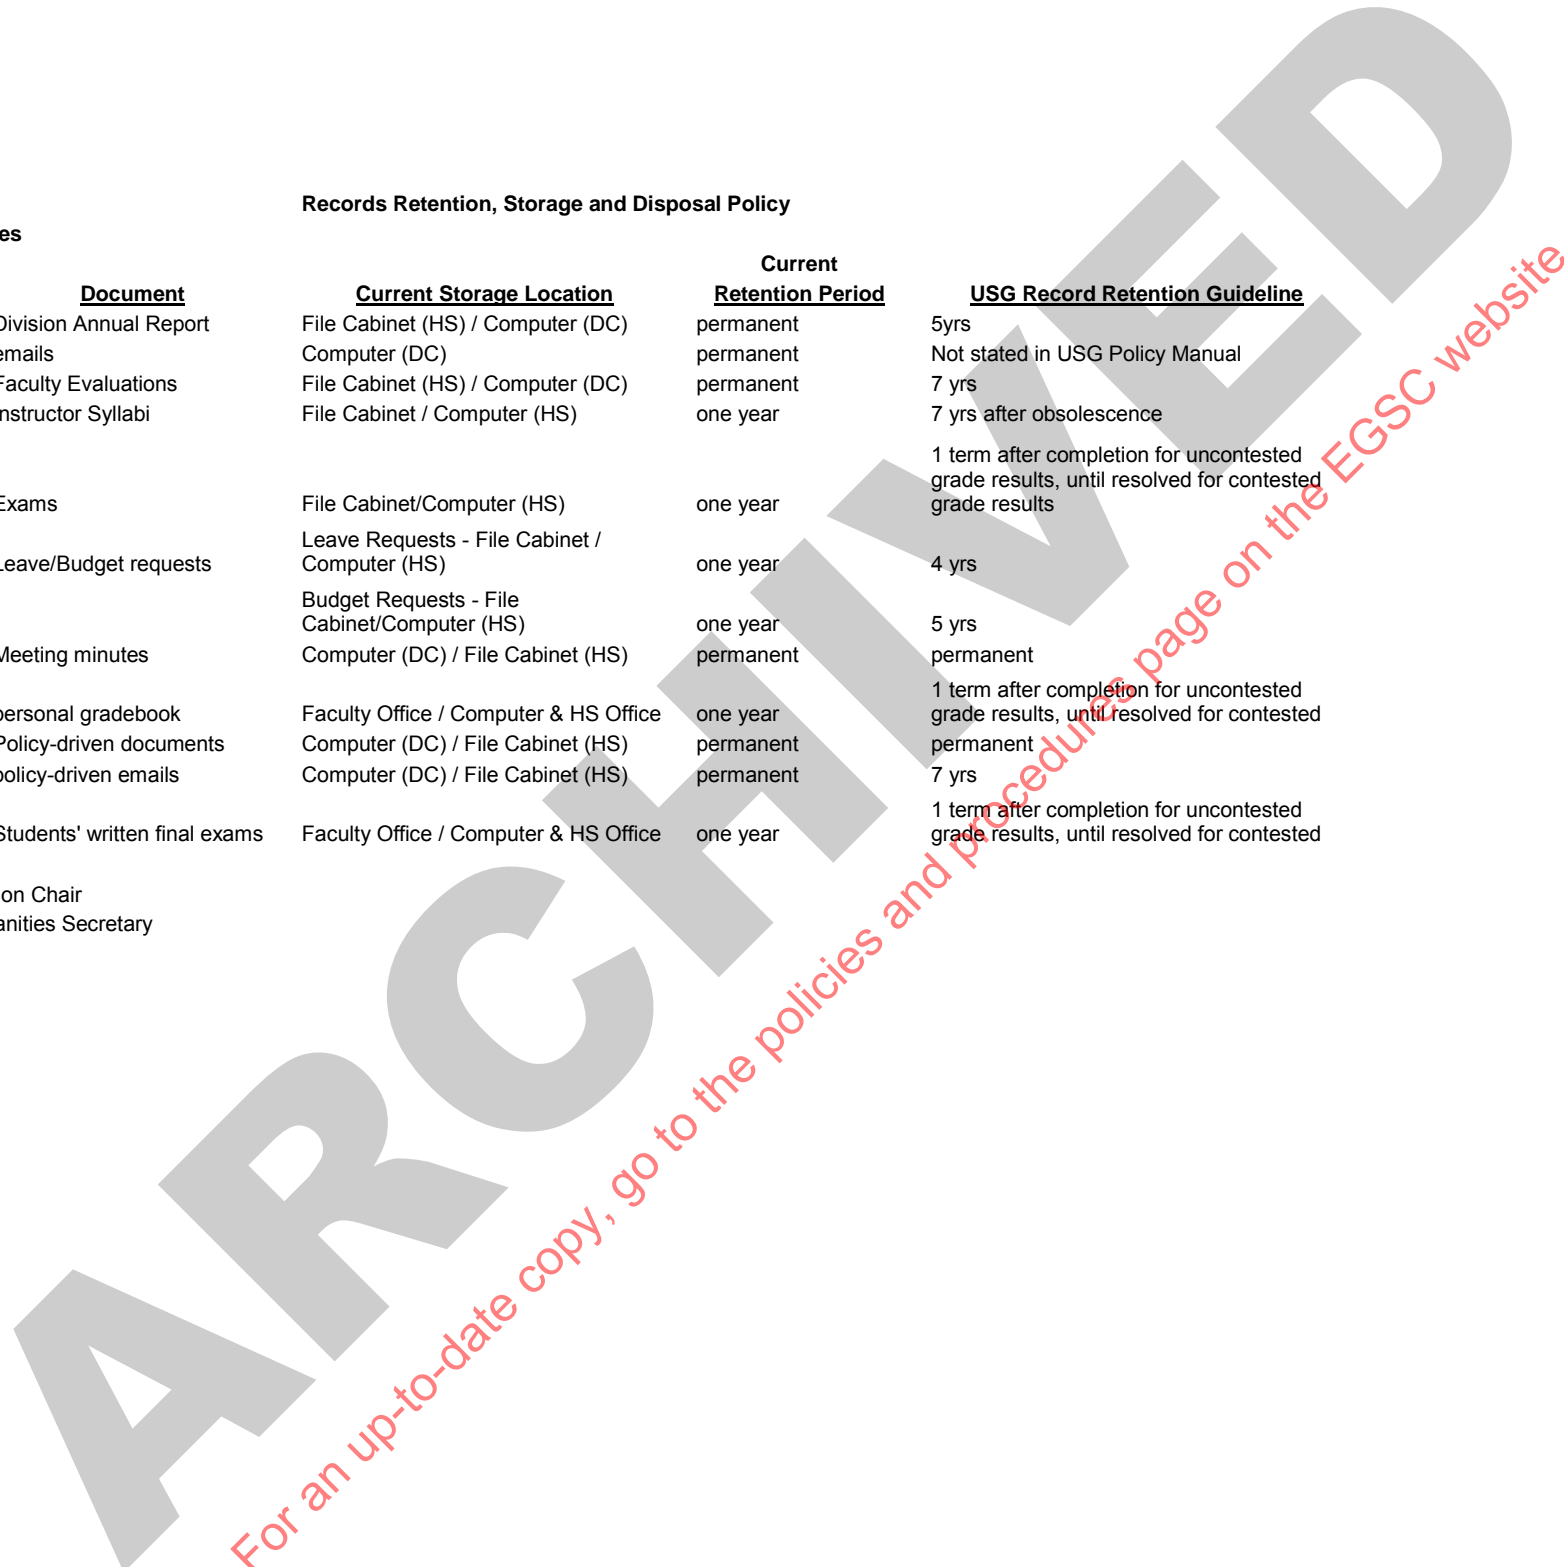 Records Retention, Storage and Disposal Policy
es
Current
Document Current Storage Location Retention Period USG Record Retention Guideline
Division Annual Report File Cabinet (HS) / Computer (DC) permanent 5yrs
emails Computer (DC) permanent Not stated in USG Policy Manual
Faculty Evaluations File Cabinet (HS) / Computer (DC) permanent 7 yrs
Instructor Syllabi File Cabinet / Computer (HS) one year 7 yrs after obsolescence
1 term after completion for uncontested
grade results, until resolved for contested
Exams File Cabinet/Computer (HS) one year grade results
Leave Requests - File Cabinet /
Leave/Budget requests Computer (HS) one year 4 yrs
Budget Requests - File
Cabinet/Computer (HS) one year 5 yrs
Meeting minutes Computer (DC) / File Cabinet (HS) permanent permanent
1 term after completion for uncontested
personal gradebook Faculty Office / Computer & HS Office one year grade results, until resolved for contested
Policy-driven documents Computer (DC) / File Cabinet (HS) permanent permanent
policy-driven emails Computer (DC) / File Cabinet (HS) permanent 7 yrs
1 term after completion for uncontested
Students' written final exams Faculty Office / Computer & HS Office one year grade results, until resolved for contested
on Chair
anities Secretary
ARCHIVED
For an up-to-date copy, go to the policies and procedures page on the EGSC website